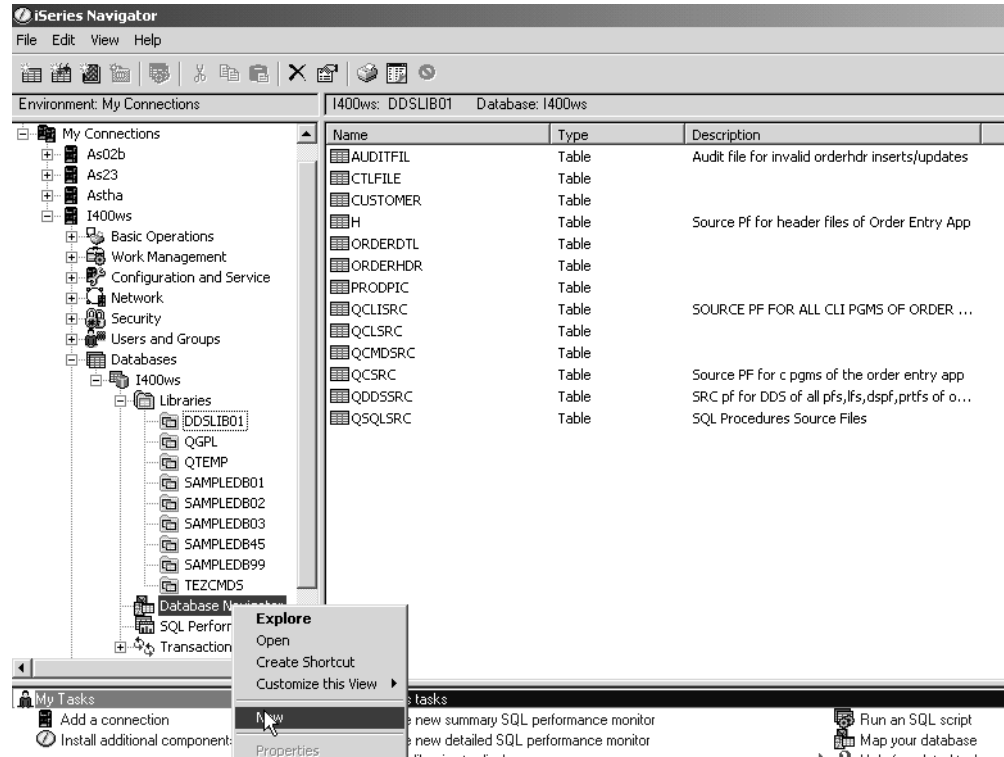 iSeries Navigator
File Edit View Help
Environment: My Connections
I400ws: DDSLIB01 Database: I400ws
My Connections
As02b
As23
Astha
I400ws
Basic Operations
Work Management
Configuration and Service
Network
Security
Users and Groups
Databases
I400ws
Libraries
DDSLIB01
QGPL
QTEMP
SAMPLEDB01
SAMPLEDB02
SAMPLEDB03
SAMPLEDB45
SAMPLEDB99
TEZCMDS
Database Navigator
SQL Perfor
Transaction
Name Type Description
AUDITFIL Table Audit file for invalid orderhdr inserts/updates
CTLFILE Table
CUSTOMER Table
H Table Source Pf for header files of Order Entry App
ORDERDTL Table
ORDERHDR Table
PRODPIC Table
QCLISRC Table SOURCE PF FOR ALL CLI PGMS OF ORDER ...
QCLSRC Table
QCMDSRC Table
QCSRC Table Source PF for c pgms of the order entry app
QDDSSRC Table SRC pf for DDS of all pfs,lfs,dspf,prtfs of o...
QSQLSRC Table SQL Procedures Source Files
Explore
Open
Create Shortcut
Customize this View
New
Properties
My Tasks
Add a connection
Install additional component
s tasks
e new summary SQL performance monitor
e new detailed SQL performance monitor
Run an SQL script
Map your database